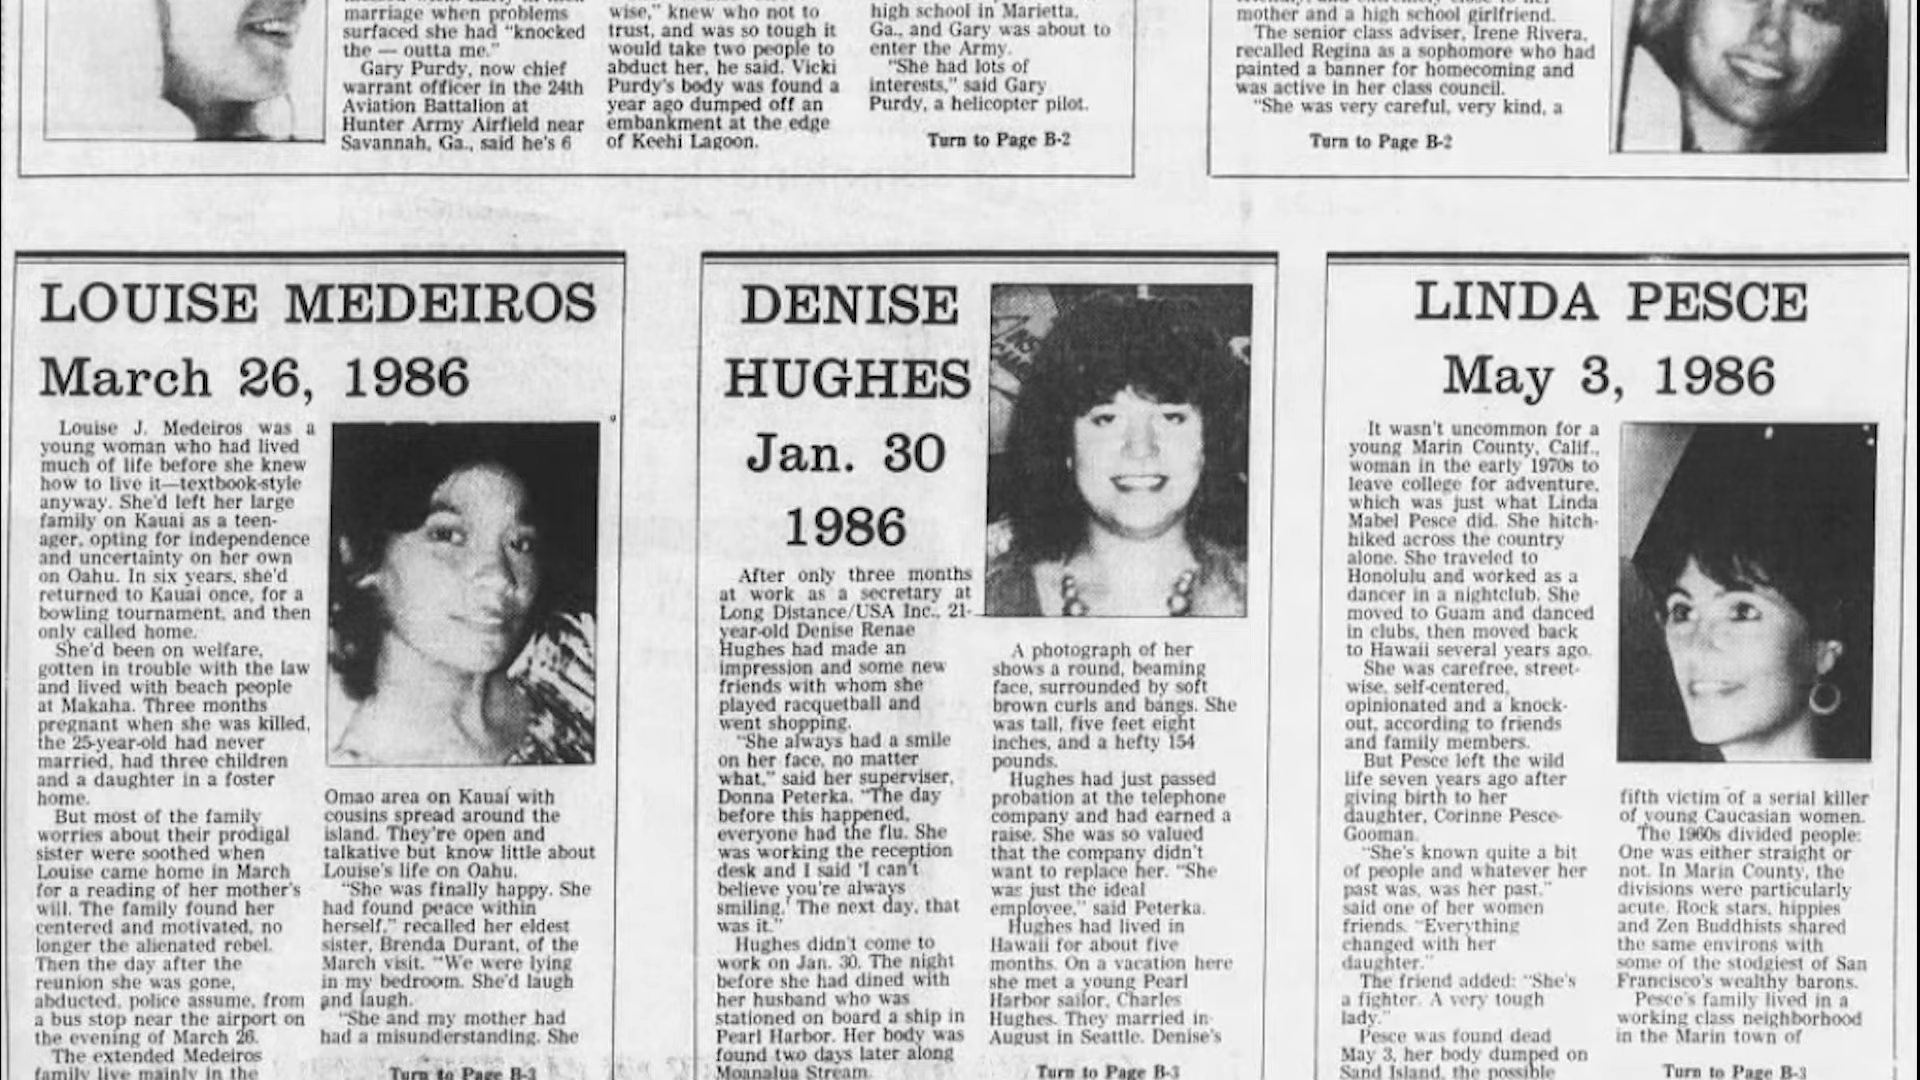 marriage when problems
surfaced she had "knocked
the — outta me."
Gary Purdy, now chief
warrant officer in the 24th
Aviation Battalion at
Hunter Army Airfield near
Savannah, Ga., said he's 6
wise," knew who not to
trust, and was so tough it
would take two people to
abduct her, he said. Vicki
Purdy's body was found a
year ago dumped off an
embankment at the edge
of Keehi Lagoon.
high school in Marietta,
Ga., and Gary was about to
enter the Army.
"She had lots of
interests," said Gary
Purdy, a helicopter pilot.
Turn to Page B-2
mother and a high school girlfriend.
The senior class adviser, Irene Rivera,
recalled Regina as a sophomore who had
painted a banner for homecoming and
was active in her class council.
"She was very careful, very kind, a
Turn to Page B-2
LOUISE MEDEIROS
March 26, 1986
Louise J. Medeiros was a
young woman who had lived
much of life before she knew
how to live it—textbook-style
anyway. She'd left her large
family on Kauai as a teen-
ager, opting for independence
and uncertainty on her own
on Oahu. In six years, she'd
returned to Kauai once, for a
bowling tournament, and then
only called home.
She'd been on welfare,
gotten in trouble with the law
and lived with beach people
at Makaha. Three months
pregnant when she was killed,
the 25-year-old had never
married, had three children
and a daughter in a foster
home.
But most of the family
worries about their prodigal
sister were soothed when
Louise came home in March
for a reading of her mother's
will. The family found her
centered and motivated, no
longer the alienated rebel.
Then the day after the
reunion she was gone,
abducted, police assume, from
a bus stop near the airport on
the evening of March 26.
The extended Medeiros
family live mainly in the
Omao area on Kauai with
cousins spread around the
island. They're open and
talkative but know little about
Louise's life on Oahu.
"She was finally happy. She
had found peace within
herself," recalled her eldest
sister, Brenda Durant, of the
March visit. "We were lying
in my bedroom. She'd laugh
and laugh.
"She and my mother had
had a misunderstanding. She
Turn to Page B-3
DENISE
HUGHES
Jan. 30
1986
After only three months
at work as a secretary at
Long Distance/USA Inc., 21-
year-old Denise Renae
Hughes had made an
impression and some new
friends with whom she
played racquetball and
went shopping.
"She always had a smile
on her face, no matter
what," said her superviser,
Donna Peterka. "The day
before this happened,
everyone had the flu. She
was working the reception
desk and I said 'I can't
believe you're always
smiling.' The next day, that
was it."
Hughes didn't come to
work on Jan. 30. The night
before she had dined with
her husband who was
stationed on board a ship in
Pearl Harbor. Her body was
found two days later along
Moanalua Stream.
A photograph of her
shows a round, beaming
face, surrounded by soft
brown curls and bangs. She
was tall, five feet eight
inches, and a hefty 154
pounds.
Hughes had just passed
probation at the telephone
company and had earned a
raise. She was so valued
that the company didn't
want to replace her. "She
was just the ideal
employee," said Peterka.
Hughes had lived in
Hawaii for about five
months. On a vacation here
she met a young Pearl
Harbor sailor, Charles
Hughes. They married in
August in Seattle. Denise's
Turn to Page B-3
LINDA PESCE
May 3, 1986
It wasn't uncommon for a
young Marin County, Calif.,
woman in the early 1970s to
leave college for adventure,
which was just what Linda
Mabel Pesce did. She hitch-
hiked across the country
alone. She traveled to
Honolulu and worked as a
dancer in a nightclub. She
moved to Guam and danced
in clubs, then moved back
to Hawaii several years ago.
She was carefree, street-
wise, self-centered,
opinionated and a knock-
out, according to friends
and family members.
But Pesce left the wild
life seven years ago after
giving birth to her
daughter, Corinne Pesce-
Gooman.
"She's known quite a bit
of people and whatever her
past was, was her past,"
said one of her women
friends. "Everything
changed with her
daughter."
The friend added: "She's
a fighter. A very tough
lady."
Pesce was found dead
May 3, her body dumped on
Sand Island, the possible
fifth victim of a serial killer
of young Caucasian women.
The 1960s divided people:
One was either straight or
not. In Marin County, the
divisions were particularly
acute. Rock stars, hippies
and Zen Buddhists shared
the same environs with
some of the stodgiest of San
Francisco's wealthy barons.
Pesce's family lived in a
working class neighborhood
in the Marin town of
Turn to Page B-3